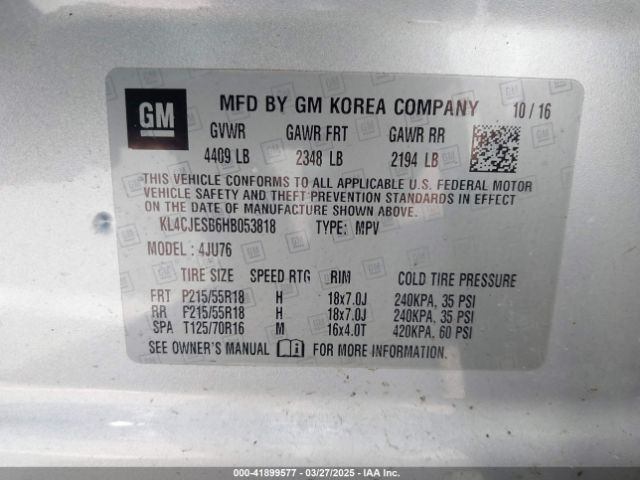 GM
MFD BY GM KOREA COMPANY 10 / 16
GVWR GAWR FRT GAWR RR
4409 LB 2348 LB 2194 LB
THIS VEHICLE CONFORMS TO ALL APPLICABLE U.S. FEDERAL MOTOR
VEHICLE SAFETY AND THEFT PREVENTION STANDARDS IN EFFECT
ON THE DATE OF MANUFACTURE SHOWN ABOVE.
KL4CJESB6HB053818 TYPE: MPV
MODEL : 4JU76
TIRE SIZE SPEED RTG RIM COLD TIRE PRESSURE
FRT P215/55R18 H 18x7.0J 240KPA, 35 PSI
RR P215/55R18 H 18x7.0J 240KPA, 35 PSI
SPA T125/70R16 M 16x4.0T 420KPA, 60 PSI
SEE OWNER'S MANUAL FOR MORE INFORMATION.
000-41899577 - 03/27/2025 - IAA Inc.